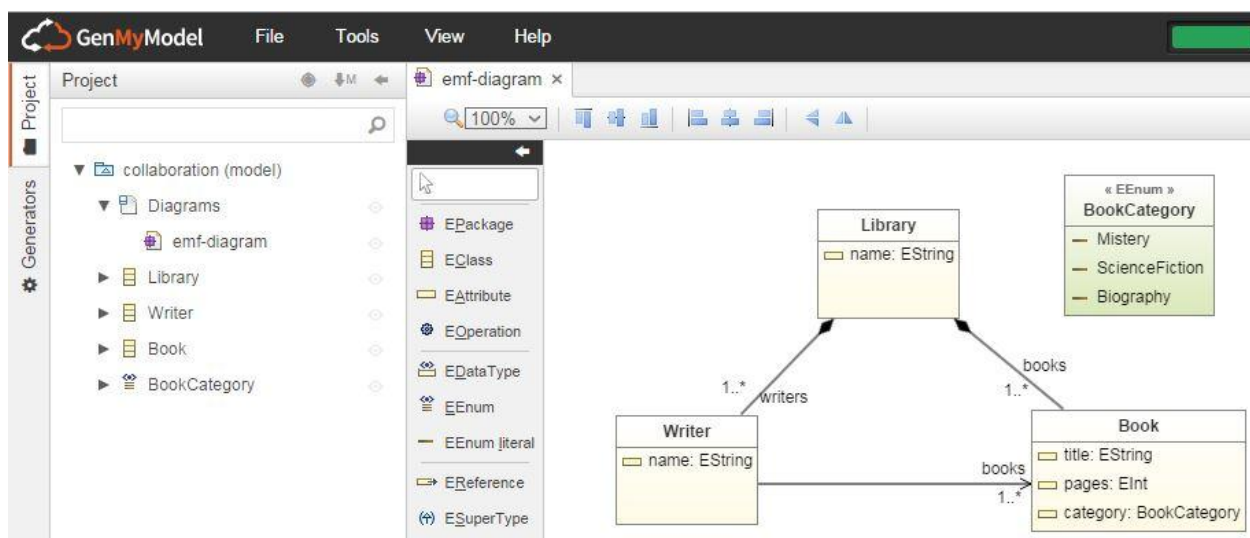 GenMyModel File Tools View Help
Project
Generators
Project M
collaboration (model)
Diagrams
emf-diagram
Library
Writer
Book
BookCategory
emf-diagram ×
100%
EPackage
EClass
EAttribute
EOperation
EDataType
EEnum
EEnum literal
EReference
ESuperType
Library
name: EString
« EEnum »
BookCategory
Mistery
ScienceFiction
Biography
1..*
writers
books
1..*
Writer
name: EString
books
1..*
Book
title: EString
pages: EInt
category: BookCategory